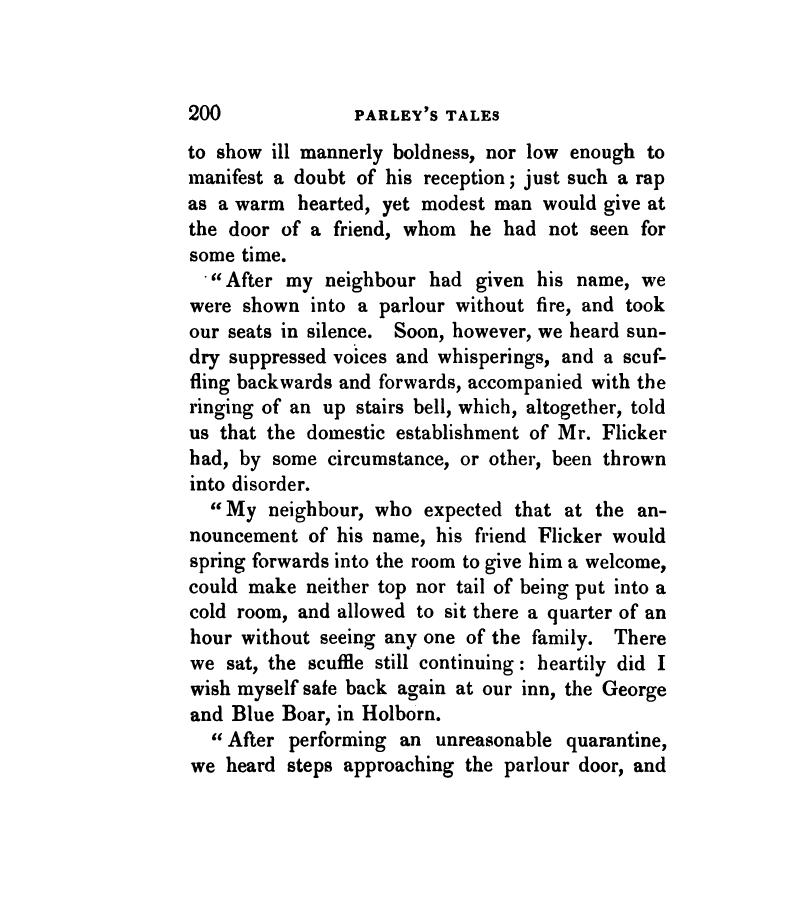 200 PARLEY'S TALES
to show ill mannerly boldness, nor low enough to
manifest a doubt of his reception; just such a rap
as a warm hearted, yet modest man would give at
the door of a friend, whom he had not seen for
some time.
"After my neighbour had given his name, we
were shown into a parlour without fire, and took
our seats in silence. Soon, however, we heard sun-
dry suppressed voices and whisperings, and a scuf-
fling backwards and forwards, accompanied with the
ringing of an up stairs bell, which, altogether, told
us that the domestic establishment of Mr. Flicker
had, by some circumstance, or other, been thrown
into disorder.
"My neighbour, who expected that at the an-
nouncement of his name, his friend Flicker would
spring forwards into the room to give him a welcome,
could make neither top nor tail of being put into a
cold room, and allowed to sit there a quarter of an
hour without seeing any one of the family. There
we sat, the scuffle still continuing: heartily did I
wish myself safe back again at our inn, the George
and Blue Boar, in Holborn.
"After performing an unreasonable quarantine,
we heard steps approaching the parlour door, and